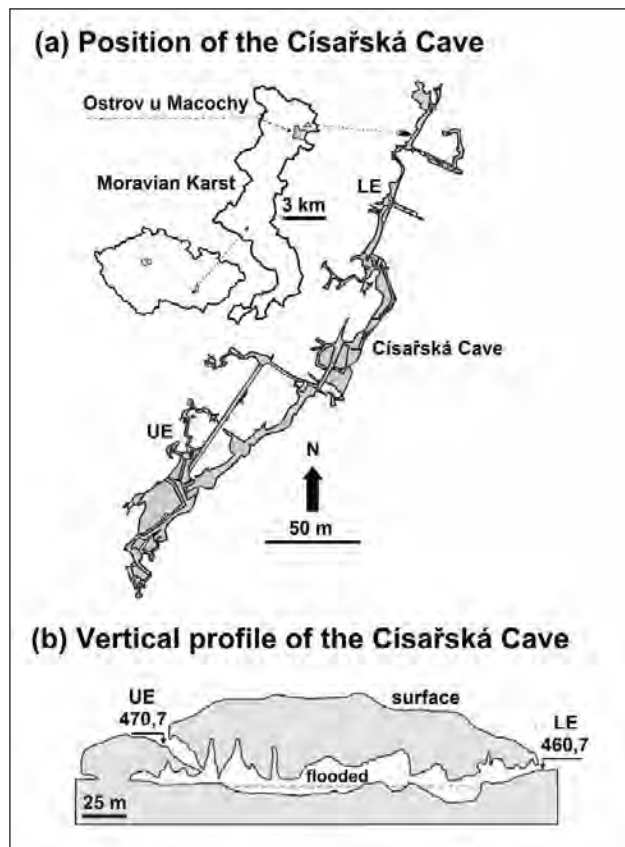 (a) Position of the Císařská Cave
Ostrov u Macochy
Moravian Karst
3 km
LE
Císařská Cave
UE
N
50 m
(b) Vertical profile of the Císařská Cave
UE
470,7
surface
LE
460,7
flooded
25 m